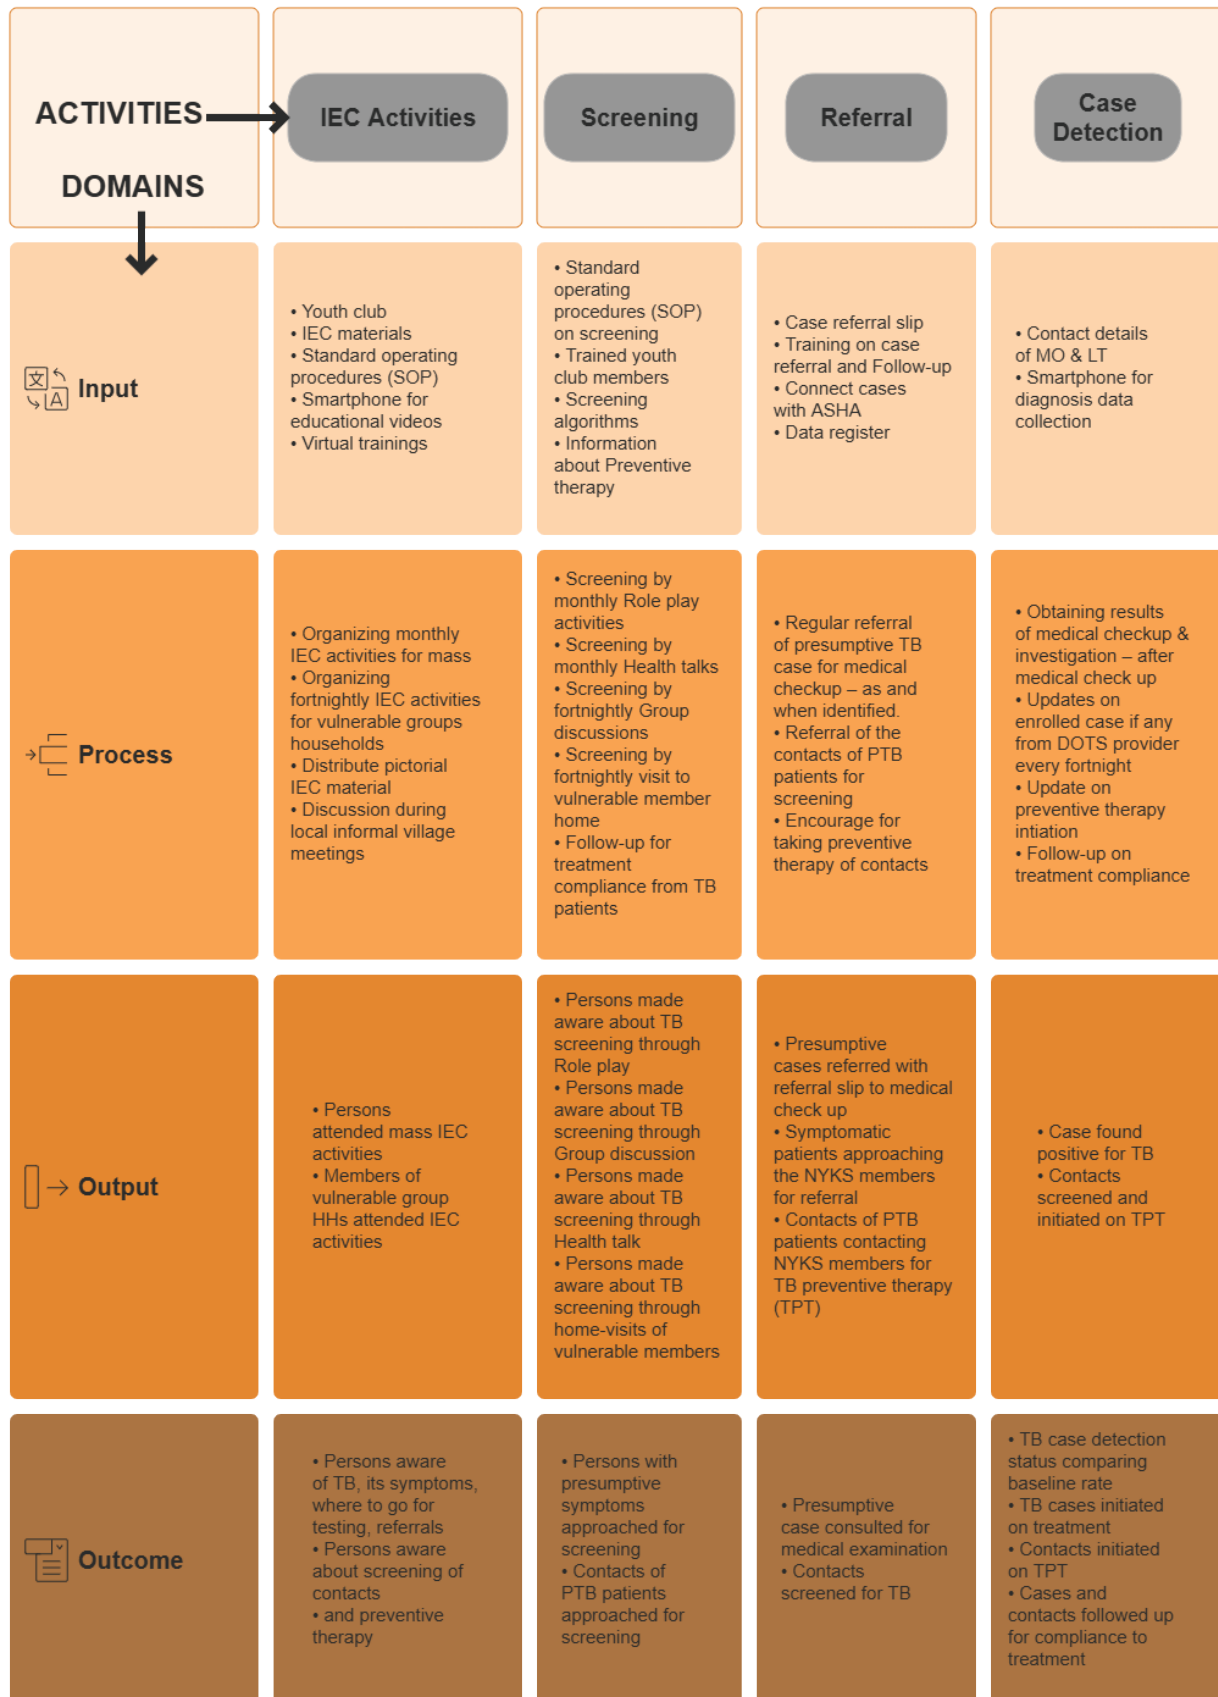 ACTIVITIES
DOMAINS
IEC Activities
Screening
Referral
Case
Detection
文
A
Input
• Youth club
• IEC materials
• Standard operating
procedures (SOP)
• Smartphone for
educational videos
• Virtual trainings
• Standard
operating
procedures (SOP)
on screening
• Trained youth
club members
• Screening
algorithms
• Information
about Preventive
therapy
• Case referral slip
• Training on case
referral and Follow-up
• Connect cases
with ASHA
• Data register
• Contact details
of MO & LT
• Smartphone for
diagnosis data
collection
Process
• Organizing monthly
IEC activities for mass
• Organizing
fortnightly IEC activities
for vulnerable groups
households
• Distribute pictorial
IEC material
• Discussion during
local informal village
meetings
• Screening by
monthly Role play
activities
• Screening by
monthly Health talks
• Screening by
fortnightly Group
discussions
• Screening by
fortnightly visit to
vulnerable member
home
• Follow-up for
treatment
compliance from TB
patients
• Regular referral
of presumptive TB
case for medical
checkup – as and
when identified.
• Referral of the
contacts of PTB
patients for
screening
• Encourage for
taking preventive
therapy of contacts
• Obtaining results
of medical checkup &
investigation – after
medical check up
• Updates on
enrolled case if any
from DOTS provider
every fortnight
• Update on
preventive therapy
intiation
• Follow-up on
treatment compliance
Output
• Persons
attended mass IEC
activities
• Members of
vulnerable group
HHs attended IEC
activities
• Persons made
aware about TB
screening through
Role play
• Persons made
aware about TB
screening through
Group discussion
• Persons made
aware about TB
screening through
Health talk
• Persons made
aware about TB
screening through
home-visits of
vulnerable members
• Presumptive
cases referred with
referral slip to medical
check up
• Symptomatic
patients approaching
the NYKS members
for referral
• Contacts of PTB
patients contacting
NYKS members for
TB preventive therapy
(TPT)
• Case found
positive for TB
• Contacts
screened and
initiated on TPT
Outcome
• Persons aware
of TB, its symptoms,
where to go for
testing, referrals
• Persons aware
about screening of
contacts
• and preventive
therapy
• Persons with
presumptive
symptoms
approached for
screening
• Contacts of
PTB patients
approached for
screening
• Presumptive
case consulted for
medical examination
• Contacts
screened for TB
• TB case detection
status comparing
baseline rate
• TB cases initiated
on treatment
• Contacts initiated
on TPT
• Cases and
contacts followed up
for compliance to
treatment